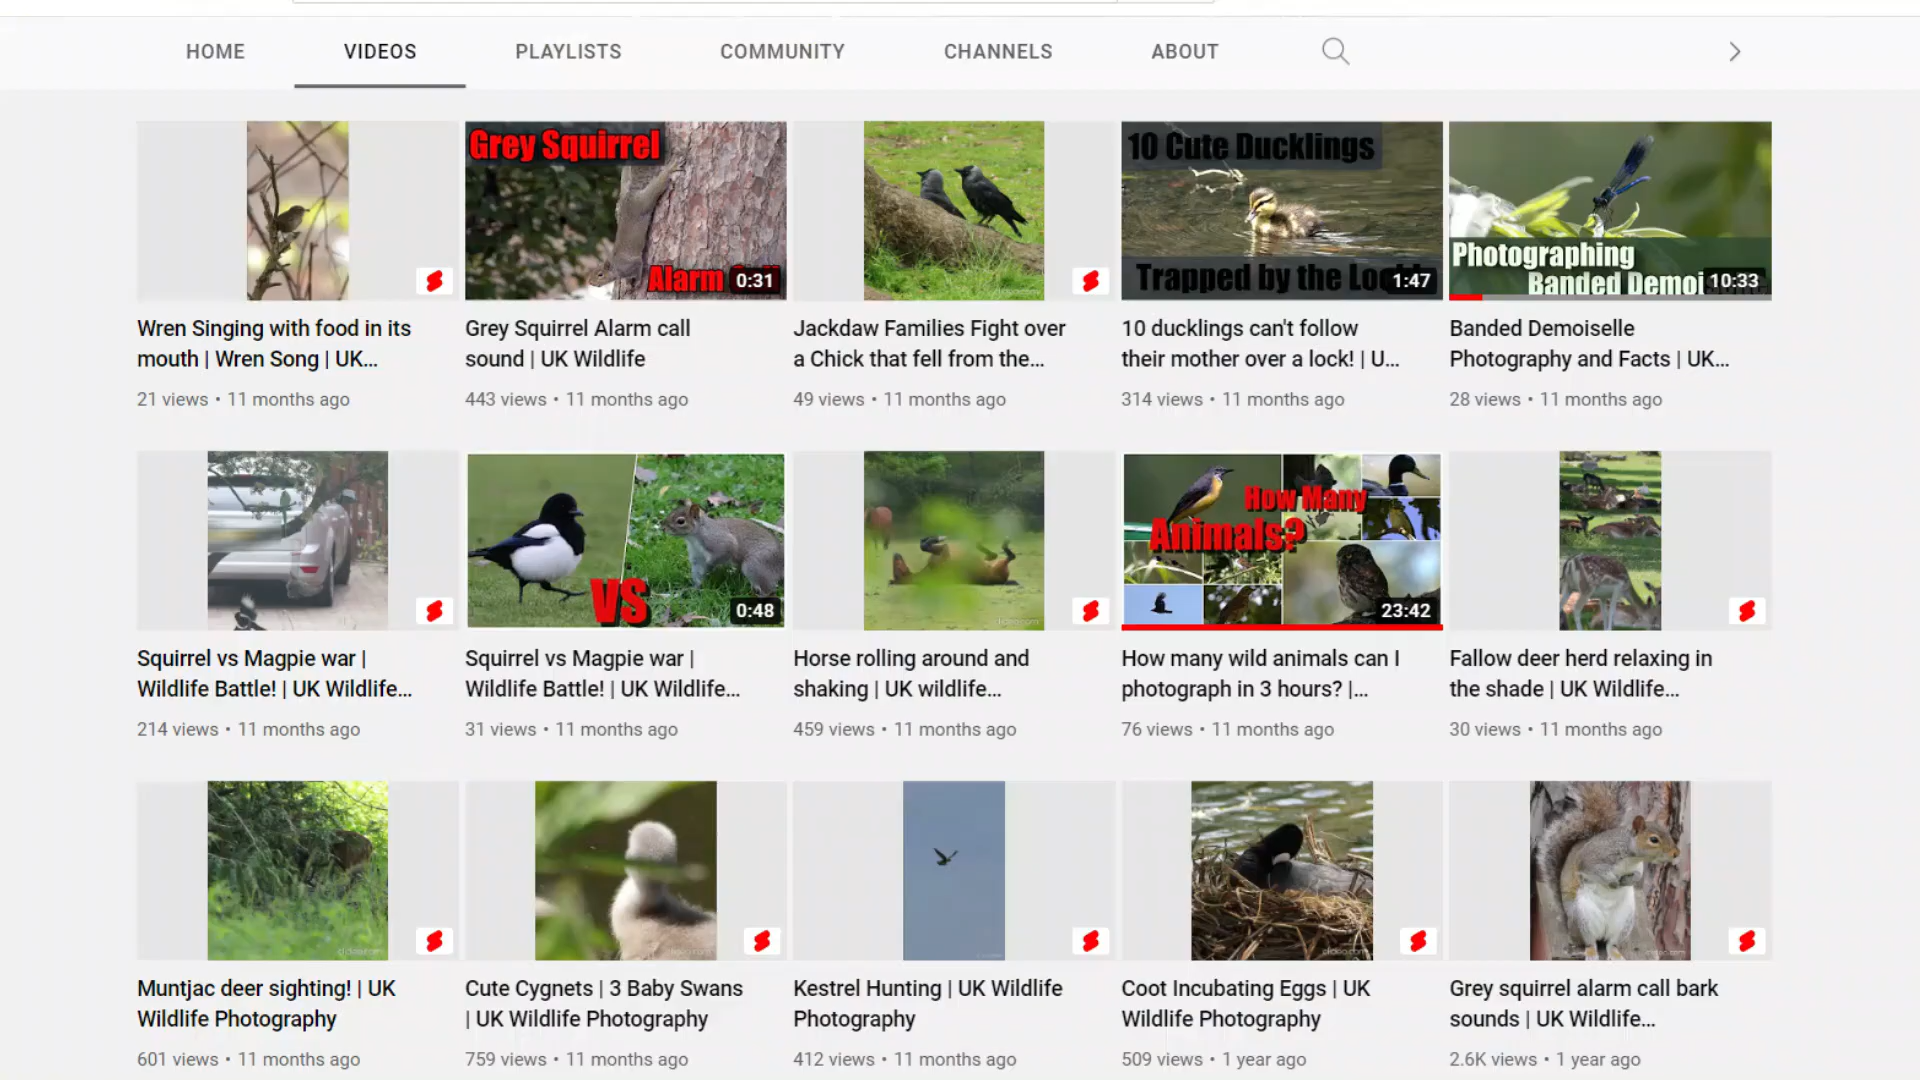 HOME
VIDEOS
PLAYLISTS
COMMUNITY
CHANNELS
ABOUT
Grey Squirrel
Alarm
0:31
10 Cute Ducklings
Trapped by the
1:47
Photographing
Banded
10:33
Wren Singing with food in its
mouth | Wren Song | UK...
21 views • 11 months ago
Grey Squirrel Alarm call
sound | UK Wildlife
443 views • 11 months ago
Jackdaw Families Fight over
a Chick that fell from the...
49 views • 11 months ago
10 ducklings can't follow
their mother over a lock! | U...
314 views • 11 months ago
Banded Demoiselle
Photography and Facts | UK...
28 views • 11 months ago
VS
0:48
How Many
Animals?
23:42
Squirrel vs Magpie war |
Wildlife Battle! | UK Wildlife...
214 views • 11 months ago
Squirrel vs Magpie war |
Wildlife Battle! | UK Wildlife...
31 views • 11 months ago
Horse rolling around and
shaking | UK wildlife...
459 views • 11 months ago
How many wild animals can I
photograph in 3 hours? |...
76 views • 11 months ago
Fallow deer herd relaxing in
the shade | UK Wildlife...
30 views • 11 months ago
Muntjac deer sighting! | UK
Wildlife Photography
601 views • 11 months ago
Cute Cygnets | 3 Baby Swans
| UK Wildlife Photography
759 views • 11 months ago
Kestrel Hunting | UK Wildlife
Photography
412 views • 11 months ago
Coot Incubating Eggs | UK
Wildlife Photography
509 views • 1 year ago
Grey squirrel alarm call bark
sounds | UK Wildlife...
2.6K views • 1 year ago